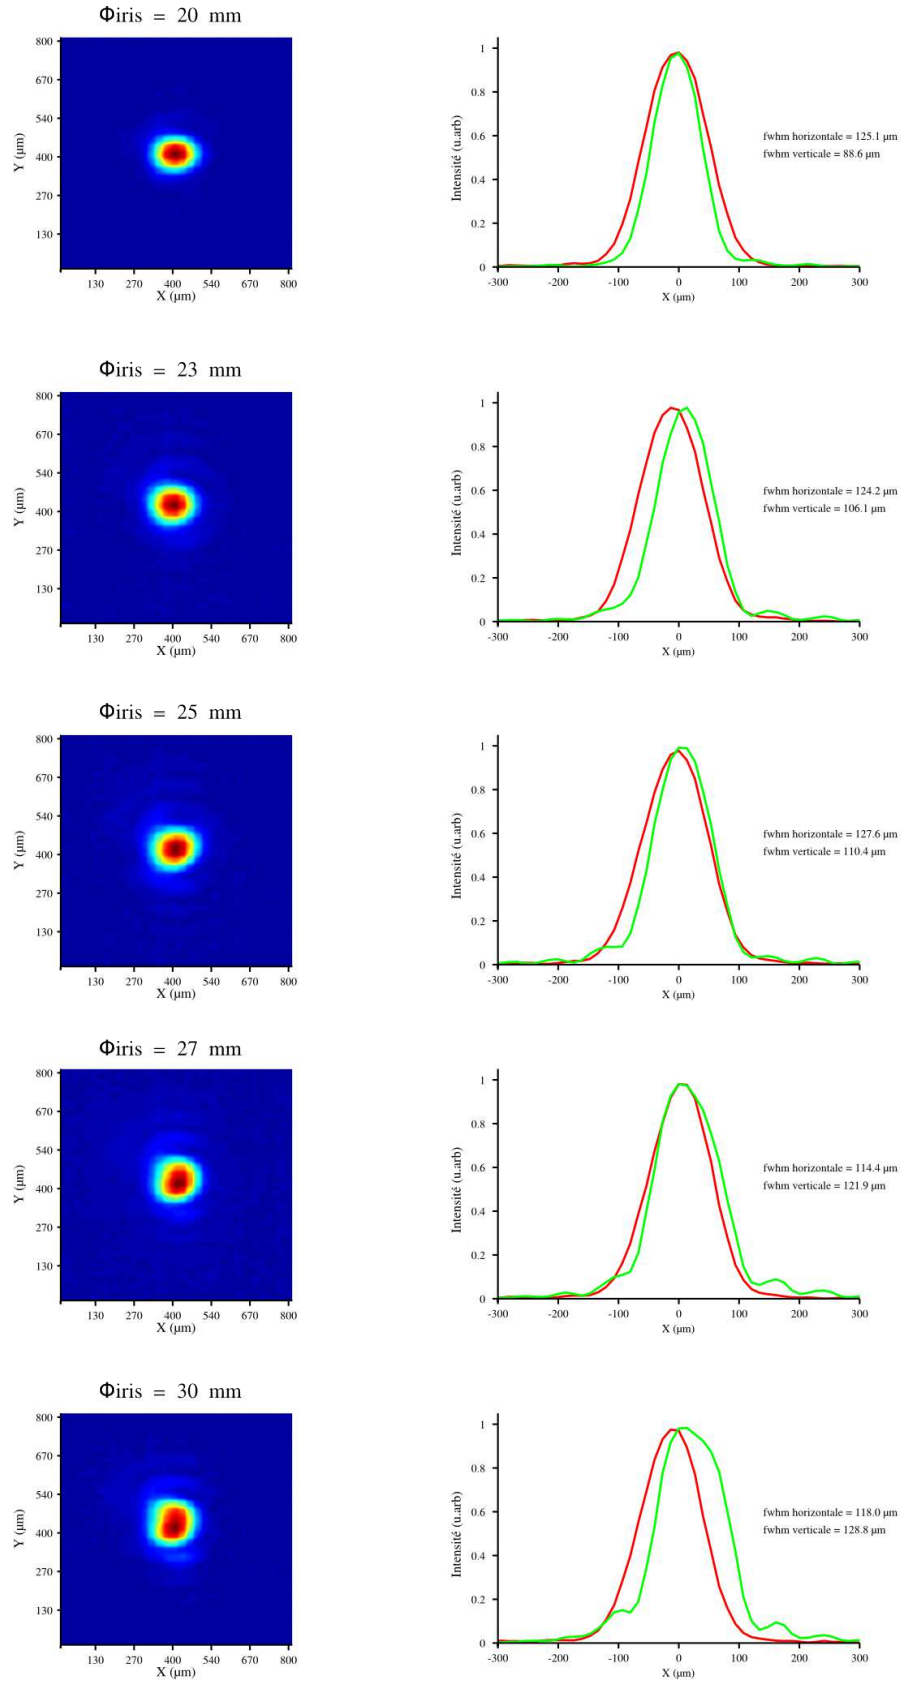 Φiris = 20 mm
800
670
540
400
270
130
Y (µm)
130 270 400 540 670 800
X (µm)
1
0.8
0.6
0.4
0.2
0
Intensité (u.arb)
-300 -200 -100 0 100 200 300
X (µm)
fwhm horizontale = 125.1 µm
fwhm verticale = 88.6 µm
Φiris = 23 mm
800
670
540
400
270
130
Y (µm)
130 270 400 540 670 800
X (µm)
1
0.8
0.6
0.4
0.2
0
Intensité (u.arb)
-300 -200 -100 0 100 200 300
X (µm)
fwhm horizontale = 124.2 µm
fwhm verticale = 106.1 µm
Φiris = 25 mm
800
670
540
400
270
130
Y (µm)
130 270 400 540 670 800
X (µm)
1
0.8
0.6
0.4
0.2
0
Intensité (u.arb)
-300 -200 -100 0 100 200 300
X (µm)
fwhm horizontale = 127.6 µm
fwhm verticale = 110.4 µm
Φiris = 27 mm
800
670
540
400
270
130
Y (µm)
130 270 400 540 670 800
X (µm)
1
0.8
0.6
0.4
0.2
0
Intensité (u.arb)
-300 -200 -100 0 100 200 300
X (µm)
fwhm horizontale = 114.4 µm
fwhm verticale = 121.9 µm
Φiris = 30 mm
800
670
540
400
270
130
Y (µm)
130 270 400 540 670 800
X (µm)
1
0.8
0.6
0.4
0.2
0
Intensité (u.arb)
-300 -200 -100 0 100 200 300
X (µm)
fwhm horizontale = 118.0 µm
fwhm verticale = 128.8 µm